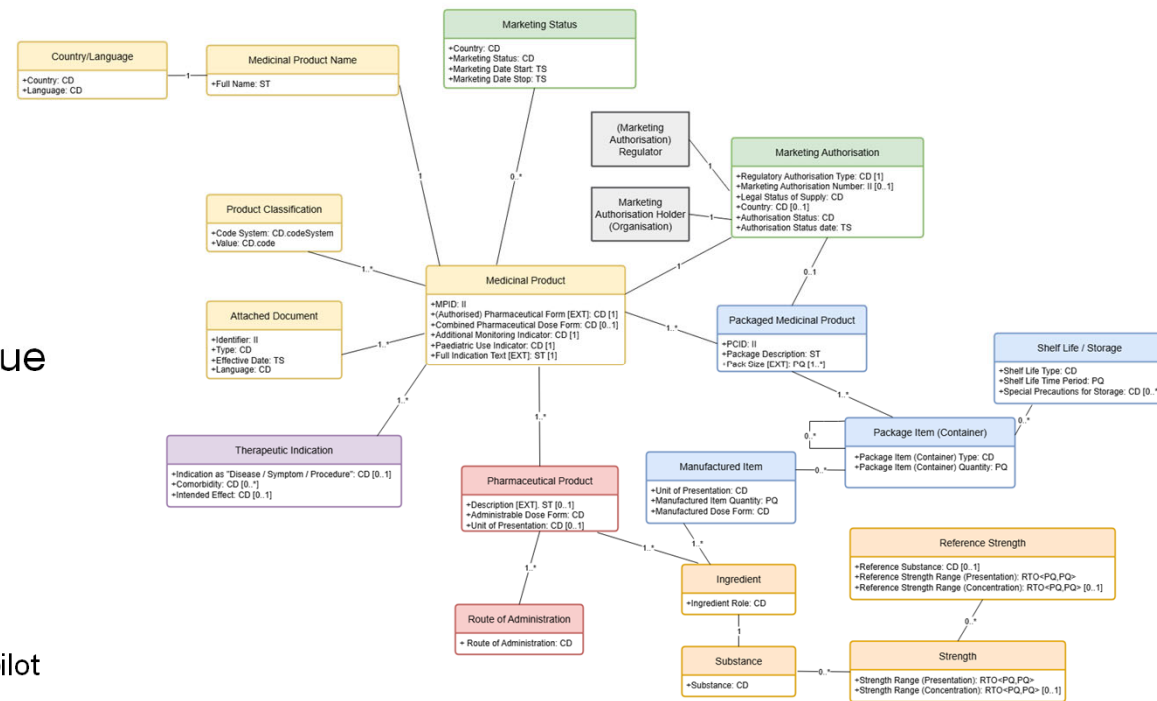 Marketing Status
+Country: CD
+Marketing Status: CD
+Marketing Date Start: TS
+Marketing Date Stop: TS
Country/Language
+Country: CD
+Language: CD
1
Medicinal Product Name
+Full Name: ST
1
0..*
(Marketing
Authorisation)
Regulator
1
Marketing
Authorisation Holder
(Organisation)
1
Marketing Authorisation
+Regulatory Authorisation Type: CD [1]
+Marketing Authorisation Number: II [0..1]
+Legal Status of Supply: CD
+Country: CD [0..1]
+Authorisation Status: CD
+Authorisation Status date: TS
Product Classification
+Code System: CD.codeSystem
+Value: CD.code
1..*
1
0..1
Medicinal Product
+MPID: II
+(Authorised) Pharmaceutical Form [EXT]: CD [1]
+Combined Pharmaceutical Dose Form: CD [0..1]
+Additional Monitoring Indicator: CD [1]
+Paediatric Use Indicator: CD [1]
+Full Indication Text [EXT]: ST [1]
Attached Document
+Identifier: II
+Type: CD
+Effective Date: TS
+Language: CD
1..*
1..*
Packaged Medicinal Product
+PCID: II
+Package Description: ST
+Pack Size [EXT]: PQ [1..*]
ue
Shelf Life / Storage
+Shelf Life Type: CD
+Shelf Life Time Period: PQ
+Special Precautions for Storage: CD [0..*
1..*
1..*
1..*
0..*
0..*
Package Item (Container)
+Package Item (Container) Type: CD
+Package Item (Container) Quantity: PQ
Therapeutic Indication
+Indication as "Disease / Symptom / Procedure": CD [0..1]
+Comorbidity: CD [0..*]
+Intended Effect: CD [0..1]
Pharmaceutical Product
+Description [EXT]. ST [0..1]
+Administrable Dose Form: CD
+Unit of Presentation: CD [0..1]
Manufactured Item
+Unit of Presentation: CD
+Manufactured Item Quantity: PQ
+Manufactured Dose Form: CD
0..*
1..*
1..*
1..*
Reference Strength
+Reference Substance: CD [0..1]
+Reference Strength Range (Presentation): RTO<PQ,PQ>
+Reference Strength Range (Concentration): RTO<PQ,PQ> [0..1]
Ingredient
+Ingredient Role: CD
Route of Administration
+ Route of Administration: CD
1
0..*
Substance
+Substance: CD
0..*
Strength
+Strength Range (Presentation): RTO<PQ,PQ>
+Strength Range (Concentration): RTO<PQ,PQ> [0..1]
ilot